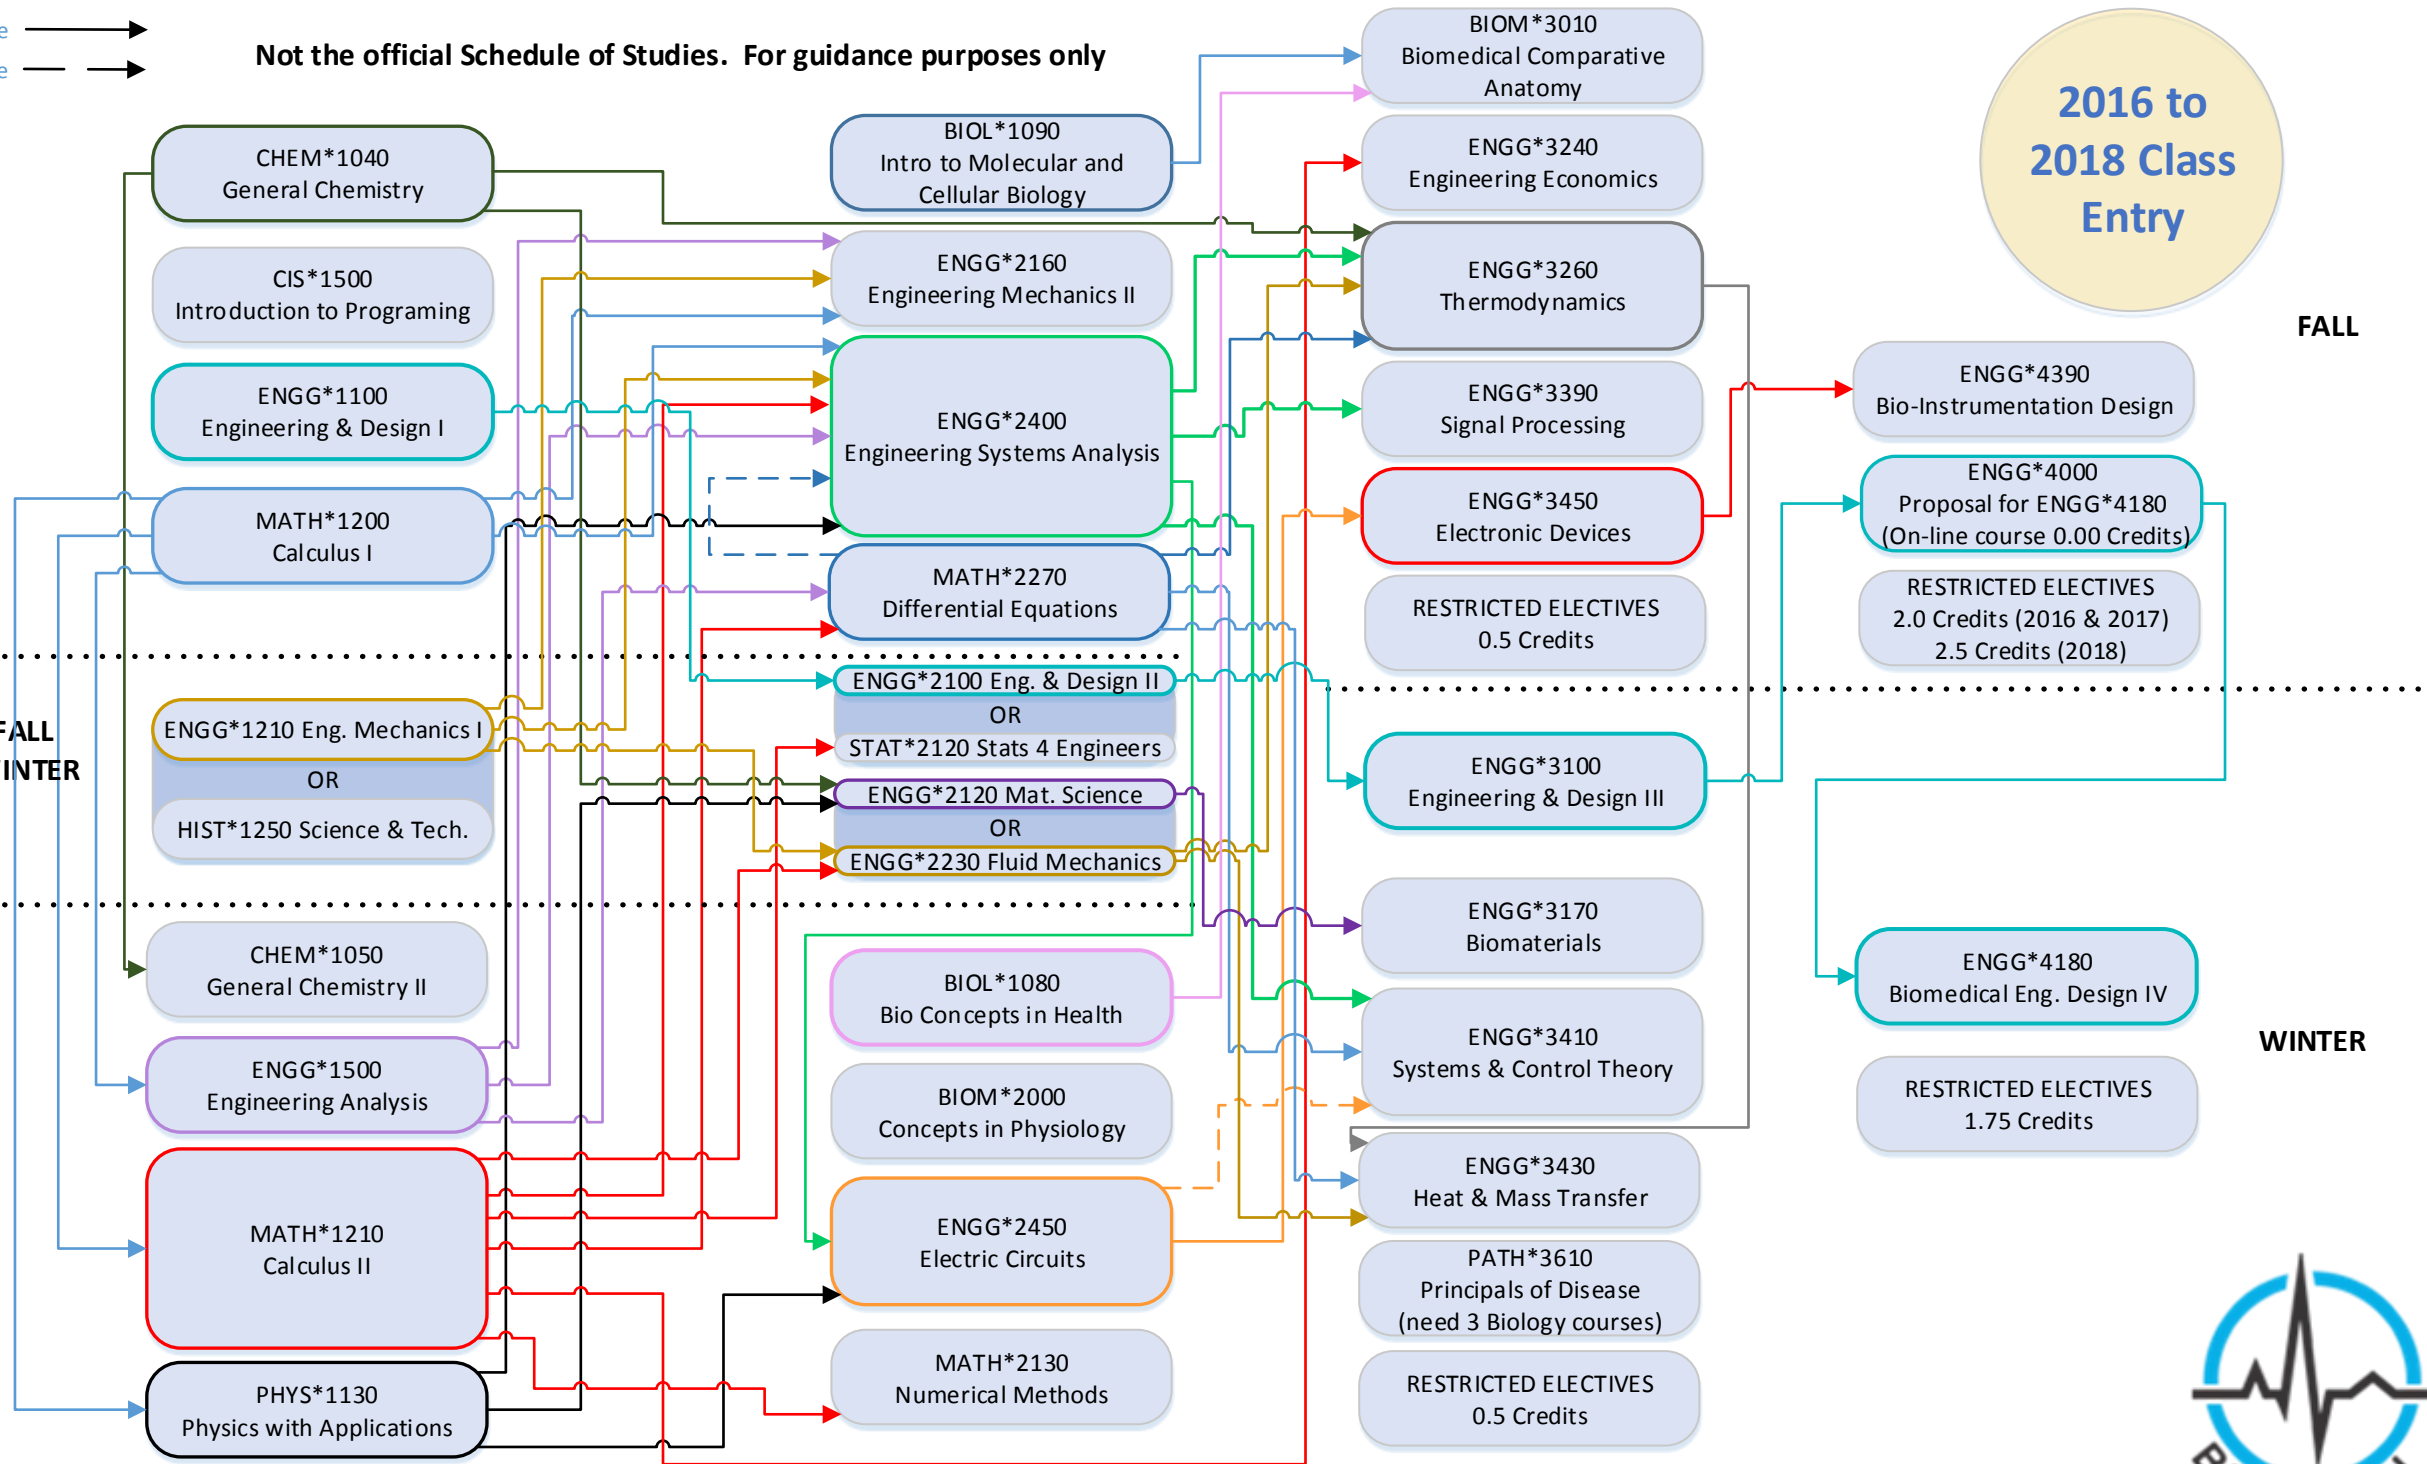 Not the official Schedule of Studies.  For guidance purposes only
2016 to
2018 Class
Entry
FALL
WINTER
CHEM*1040
General Chemistry
CIS*1500
Introduction to Programing
ENGG*1100
Engineering & Design I
MATH*1200
Calculus I
ENGG*1210 Eng. Mechanics I
OR
HIST*1250 Science & Tech.
CHEM*1050
General Chemistry II
ENGG*1500
Engineering Analysis
MATH*1210
Calculus II
PHYS*1130
Physics with Applications
BIOL*1090
Intro to Molecular and
Cellular Biology
ENGG*2160
Engineering Mechanics II
ENGG*2400
Engineering Systems Analysis
MATH*2270
Differential Equations
ENGG*2100 Eng. & Design II
OR
STAT*2120 Stats 4 Engineers
ENGG*2120 Mat. Science
OR
ENGG*2230 Fluid Mechanics
BIOL*1080
Bio Concepts in Health
BIOM*2000
Concepts in Physiology
ENGG*2450
Electric Circuits
MATH*2130
Numerical Methods
BIOM*3010
Biomedical Comparative
Anatomy
ENGG*3240
Engineering Economics
ENGG*3260
Thermodynamics
ENGG*3390
Signal Processing
ENGG*3450
Electronic Devices
RESTRICTED ELECTIVES
0.5 Credits
ENGG*3100
Engineering & Design III
ENGG*3170
Biomaterials
ENGG*3410
Systems & Control Theory
ENGG*3430
Heat & Mass Transfer
PATH*3610
Principals of Disease
(need 3 Biology courses)
RESTRICTED ELECTIVES
0.5 Credits
ENGG*4390
Bio-Instrumentation Design
ENGG*4000
Proposal for ENGG*4180
(On-line course 0.00 Credits)
RESTRICTED ELECTIVES
2.0 Credits (2016 & 2017)
2.5 Credits (2018)
ENGG*4180
Biomedical Eng. Design IV
RESTRICTED ELECTIVES
1.75 Credits
FALL
WINTER